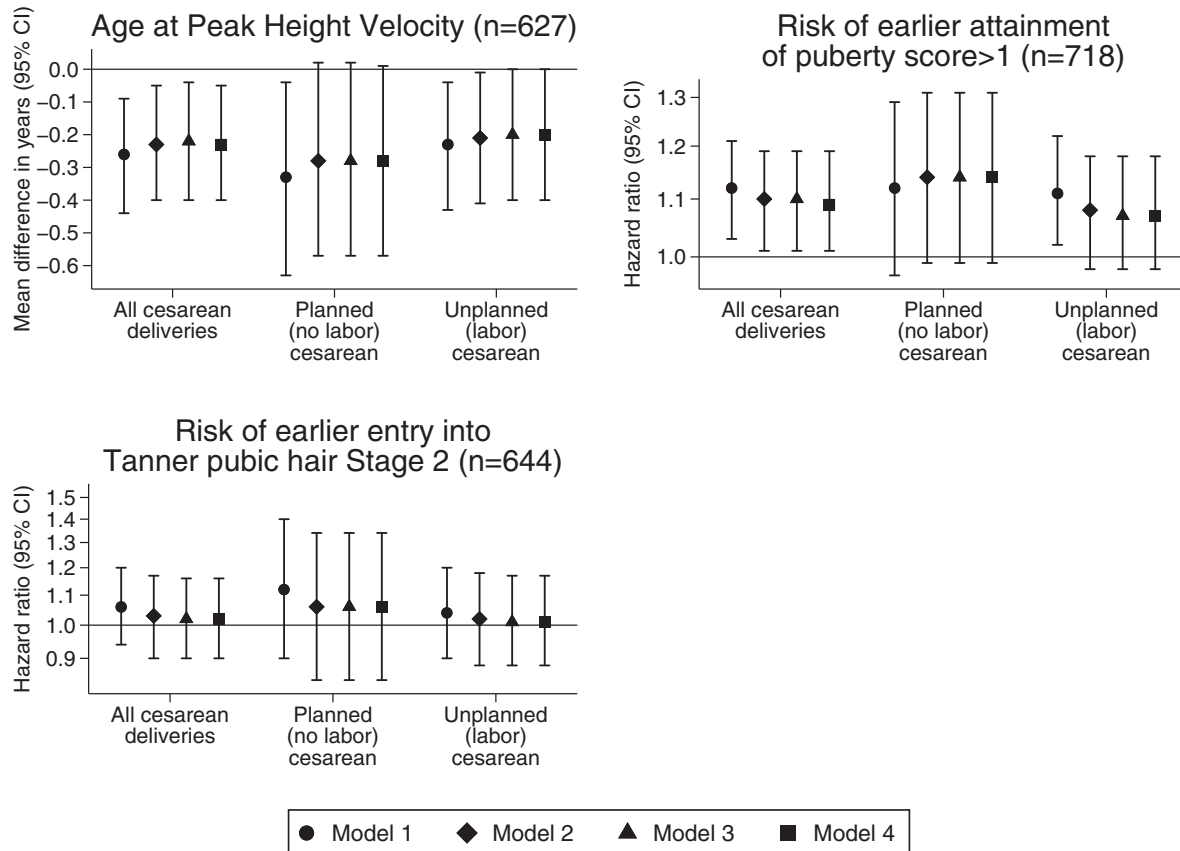 Age at Peak Height Velocity (n=627)
Mean difference in years (95% CI)
0.0
−0.1
−0.2
−0.3
−0.4
−0.5
−0.6
All cesarean
deliveries
Planned
(no labor)
cesarean
Unplanned
(labor)
cesarean
Risk of earlier attainment
of puberty score>1 (n=718)
Hazard ratio (95% CI)
1.3
1.2
1.1
1.0
All cesarean
deliveries
Planned
(no labor)
cesarean
Unplanned
(labor)
cesarean
Risk of earlier entry into
Tanner pubic hair Stage 2 (n=644)
Hazard ratio (95% CI)
1.5
1.4
1.3
1.2
1.1
1.0
0.9
All cesarean
deliveries
Planned
(no labor)
cesarean
Unplanned
(labor)
cesarean
Model 1 Model 2 Model 3 Model 4